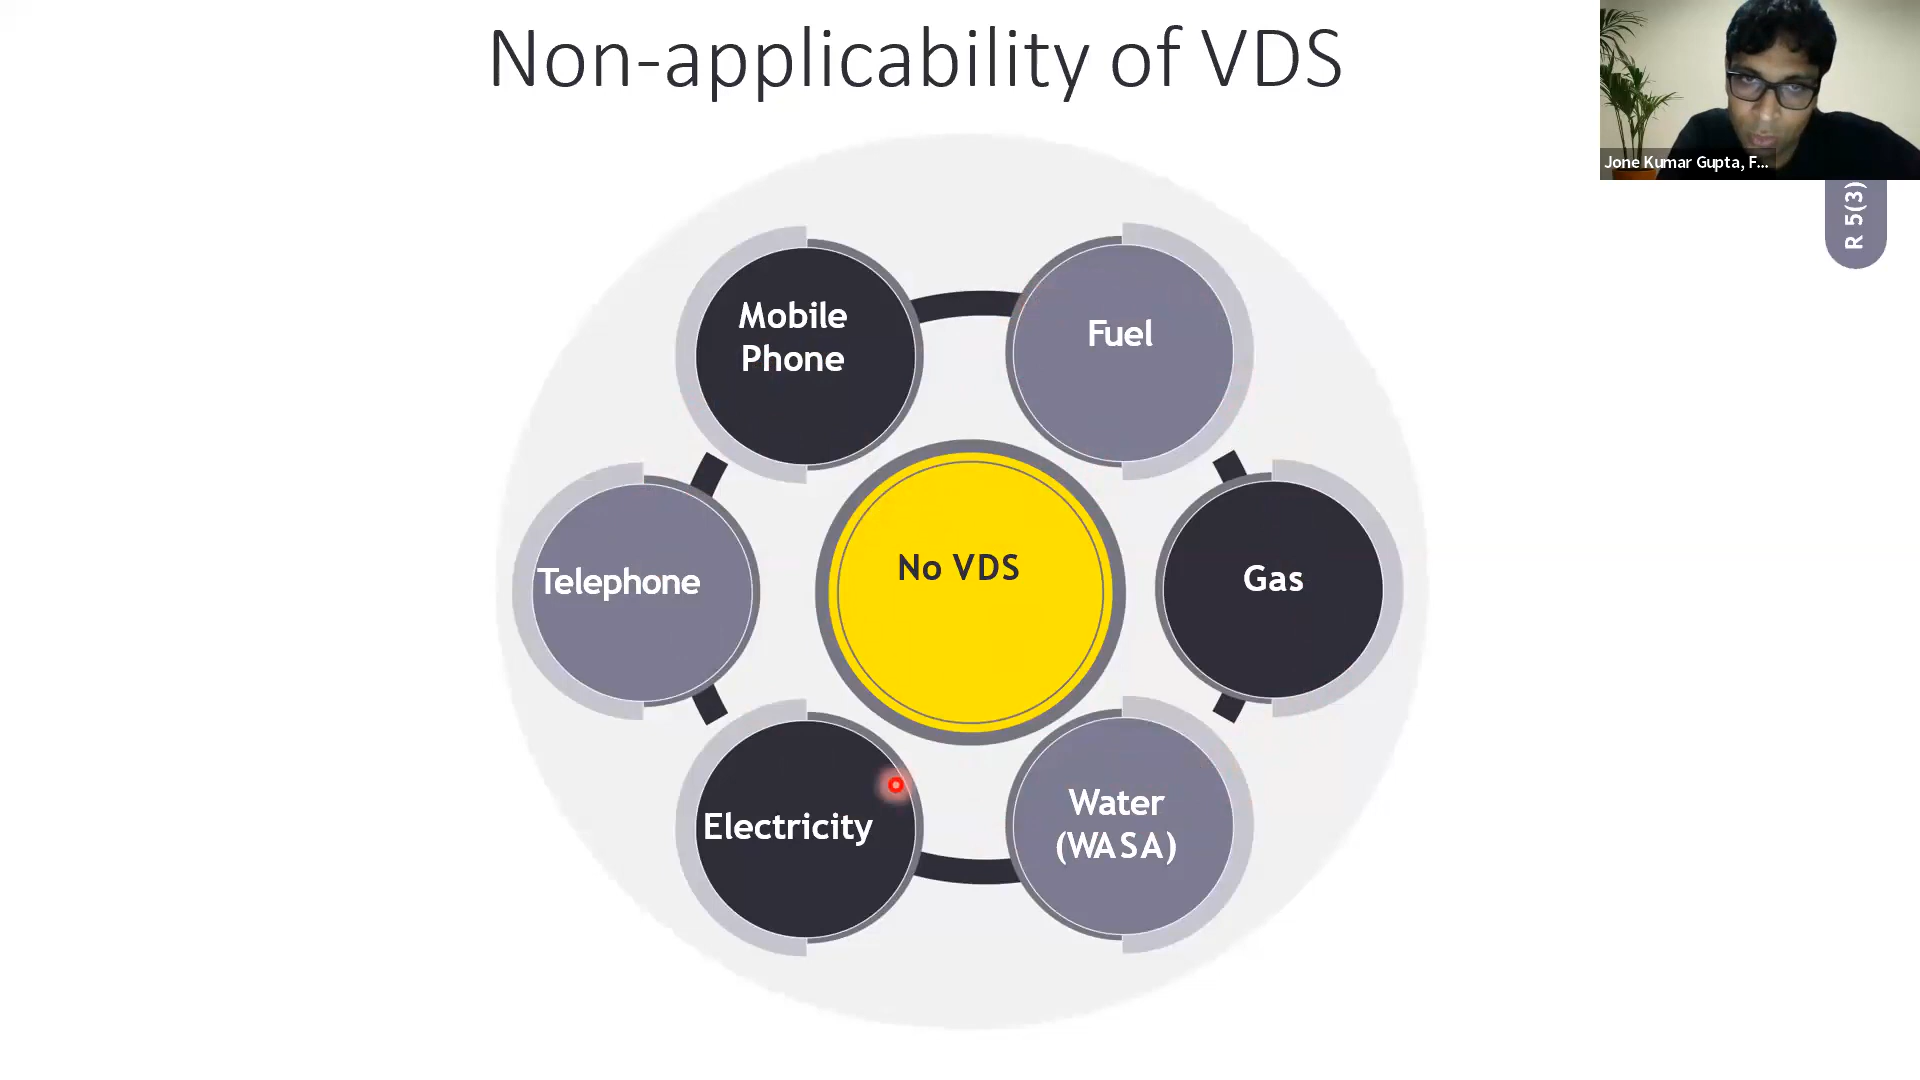 Non-applicability of VDS
Jone Kumar Gupta, F...
R 5(3)
Mobile
Phone
Fuel
Telephone
No VDS
Gas
Electricity
Water
(WASA)